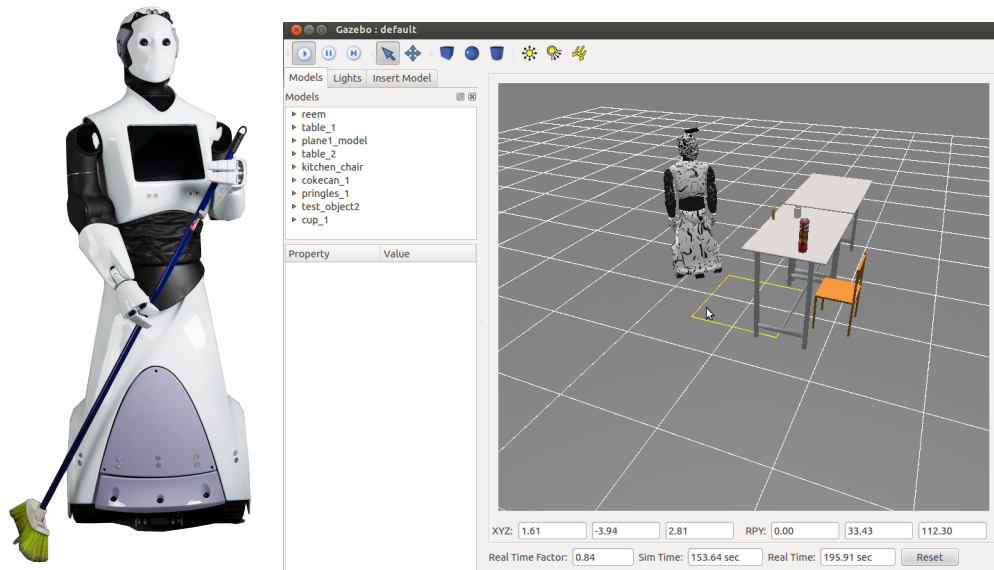 Gazebo : default
Models Lights Insert Model
Models
reem
table_1
plane1_model
table_2
kitchen_chair
cokecan_1
pringles_1
test_object2
cup_1
Property Value
XYZ: 1.61 -3.94 2.81 RPY: 0.00 33.43 112.30
Real Time Factor: 0.84 Sim Time: 153.64 sec Real Time: 195.91 sec Reset